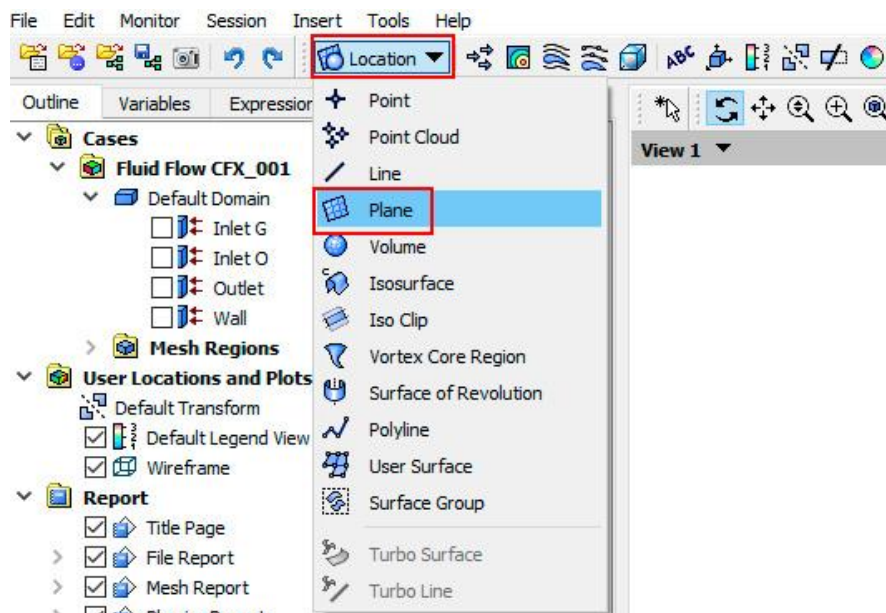 File Edit Monitor Session Insert Tools Help
Location
ABC
Outline Variables Expression
View 1
Cases
Fluid Flow CFX_001
Default Domain
Inlet G
Inlet O
Outlet
Wall
Mesh Regions
User Locations and Plots
Default Transform
Default Legend View
Wireframe
Report
Title Page
File Report
Mesh Report
Point
Point Cloud
Line
Plane
Volume
Isosurface
Iso Clip
Vortex Core Region
Surface of Revolution
Polyline
User Surface
Surface Group
Turbo Surface
Turbo Line